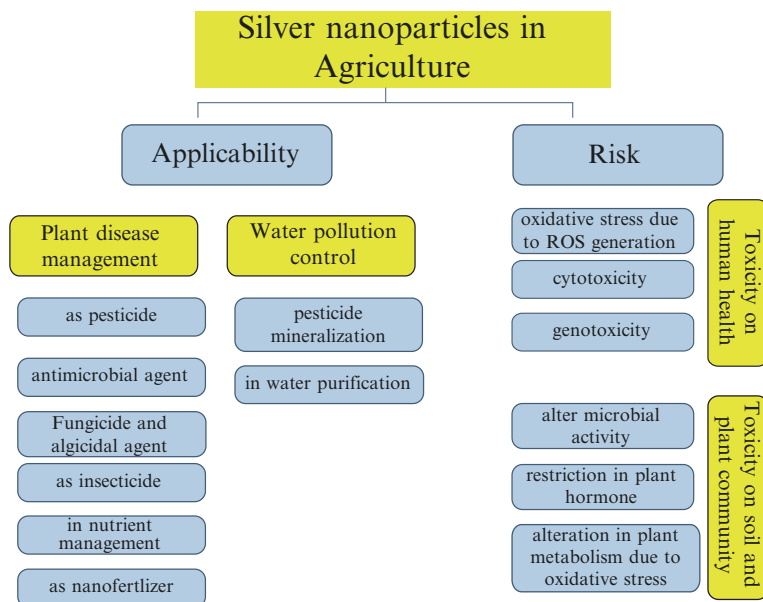 Silver nanoparticles in
Agriculture
Applicability
Risk
Plant disease
management
as pesticide
antimicrobial agent
Fungicide and
algicidal agent
as insecticide
in nutrient
management
as nanofertlizer
Water pollution
control
pesticide
mineralization
in water purification
oxidative stress due
to ROS generation
cytotoxicity
genotoxicity
Toxicity on
human health
alter microbial
activity
restriction in plant
hormone
alteration in plant
metabolism due to
oxidative stress
Toxicity on soil and
plant community